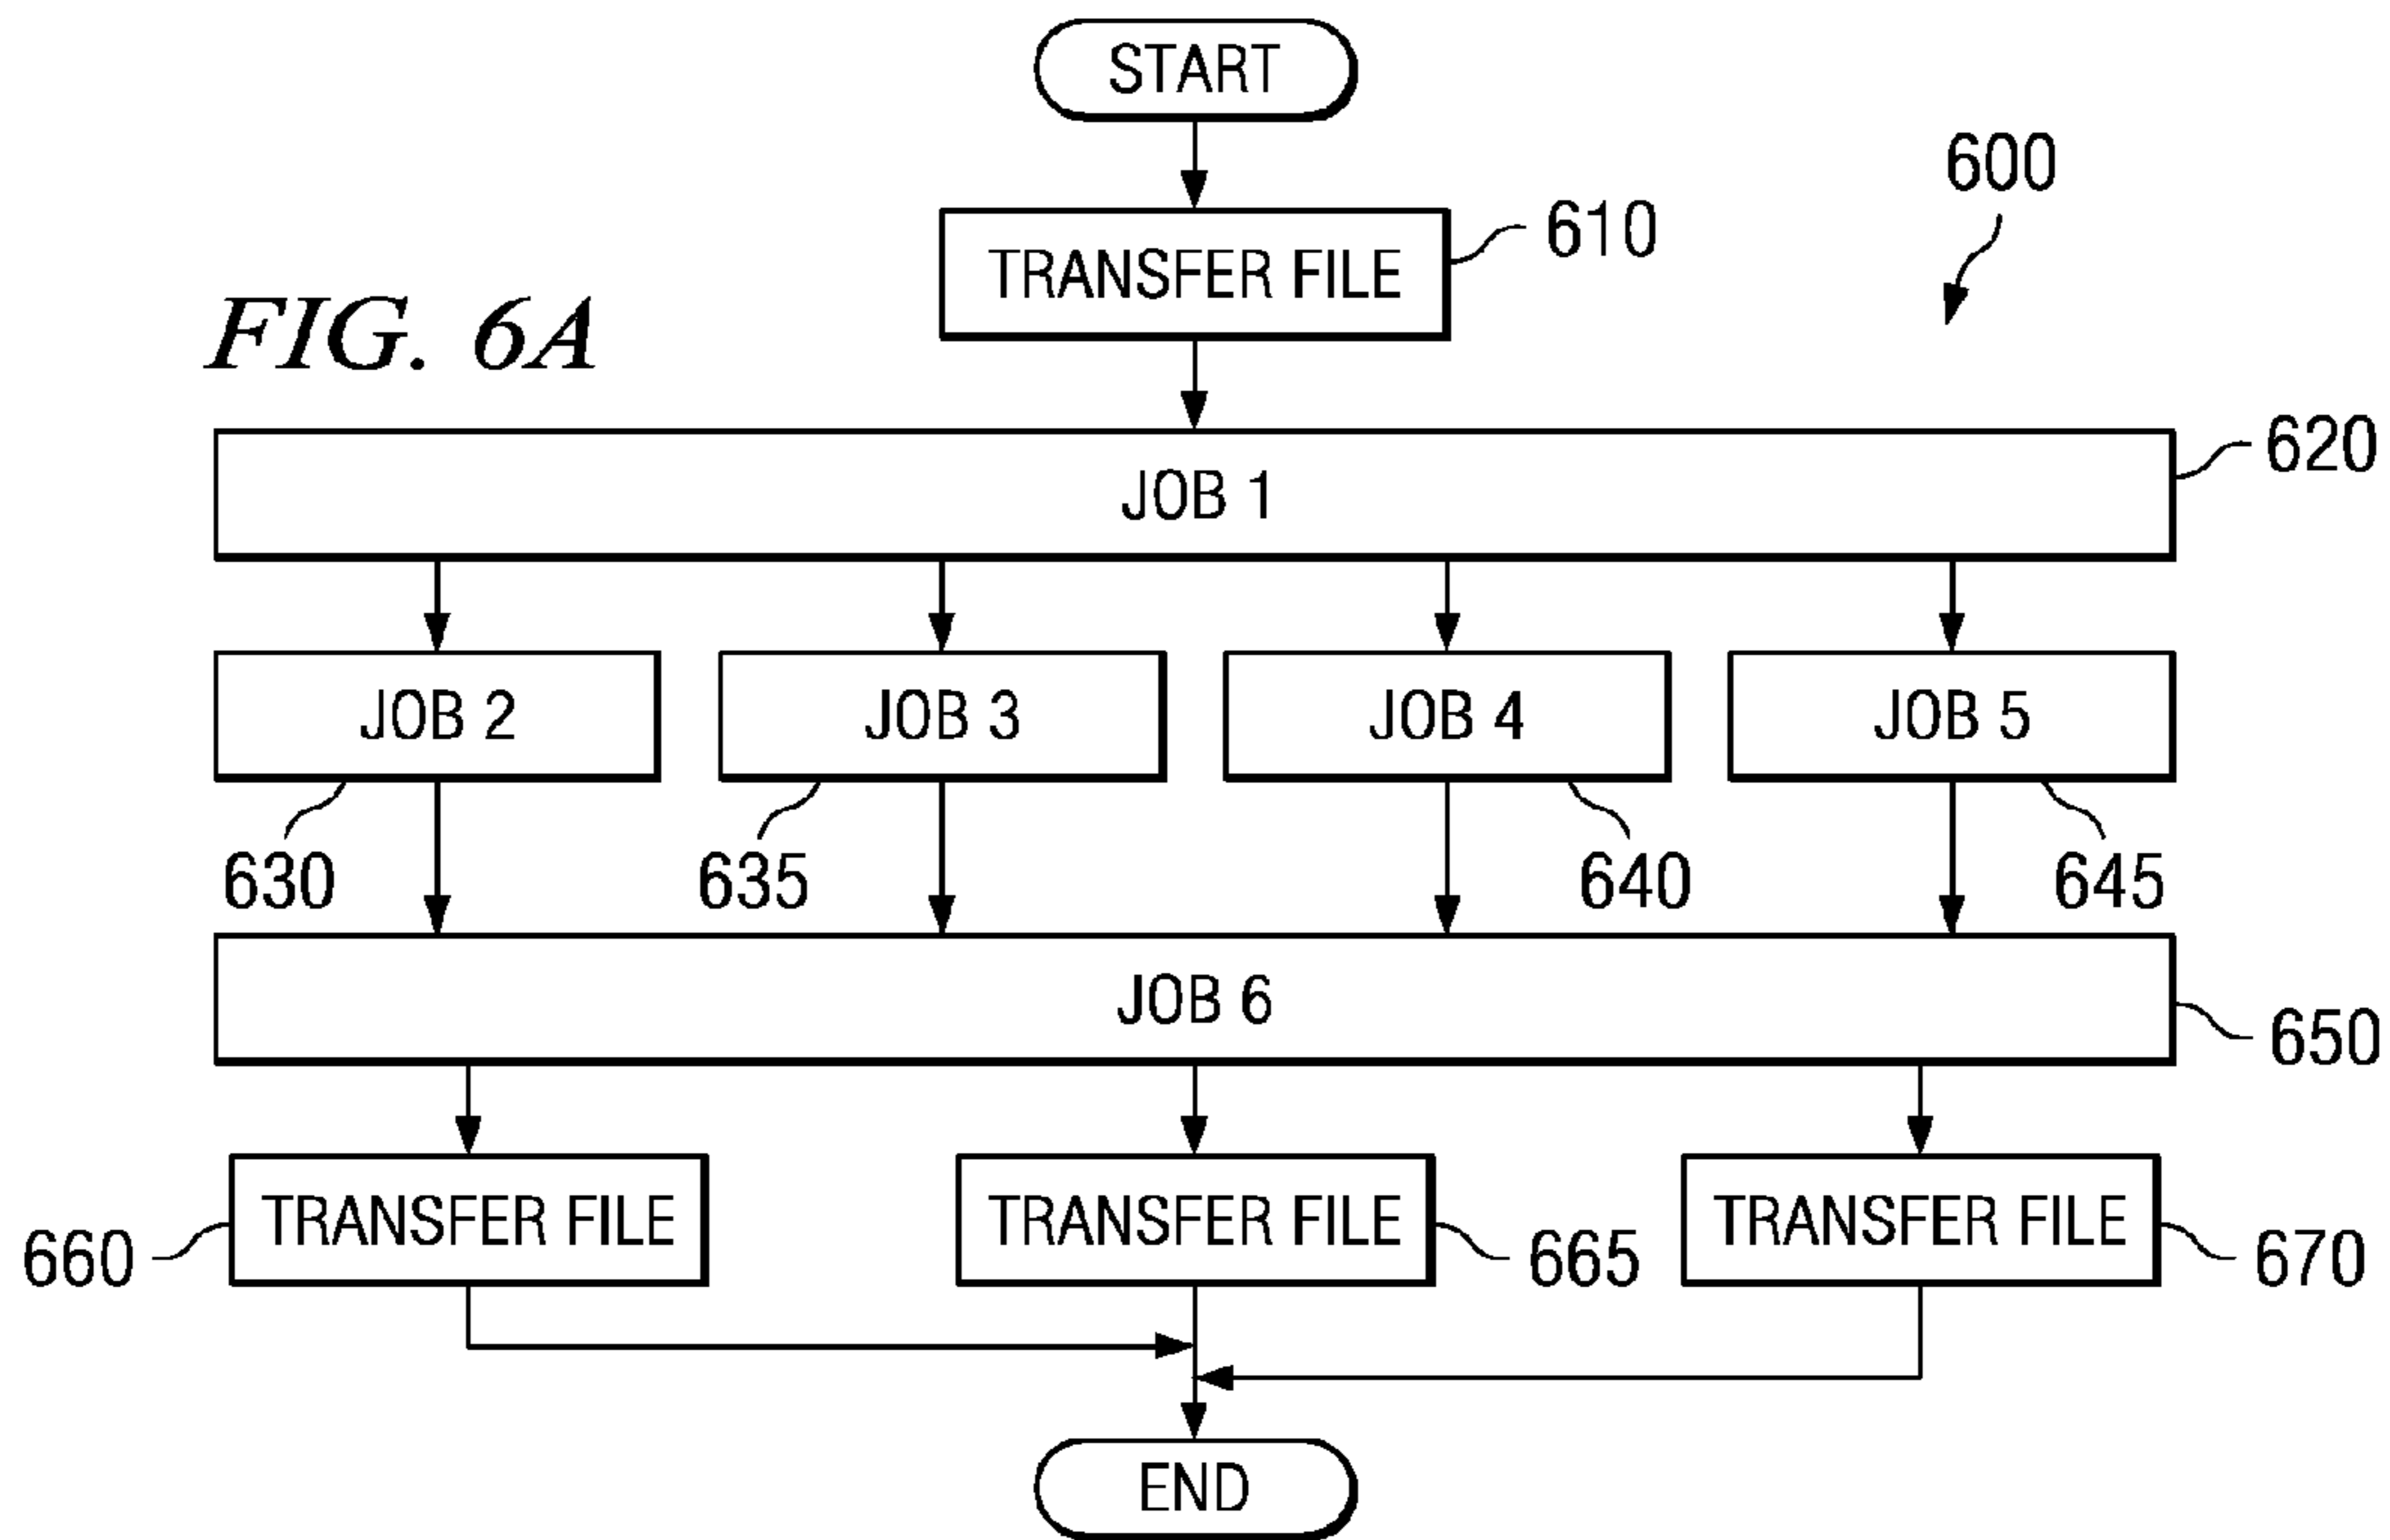 START
600
610
TRANSFER FILE
FIG. 6A
620
JOB 1
JOB 2
JOB 3
JOB 4
JOB 5
630
635
640
645
JOB 6
650
TRANSFER FILE
TRANSFER FILE
TRANSFER FILE
660
665
670
END